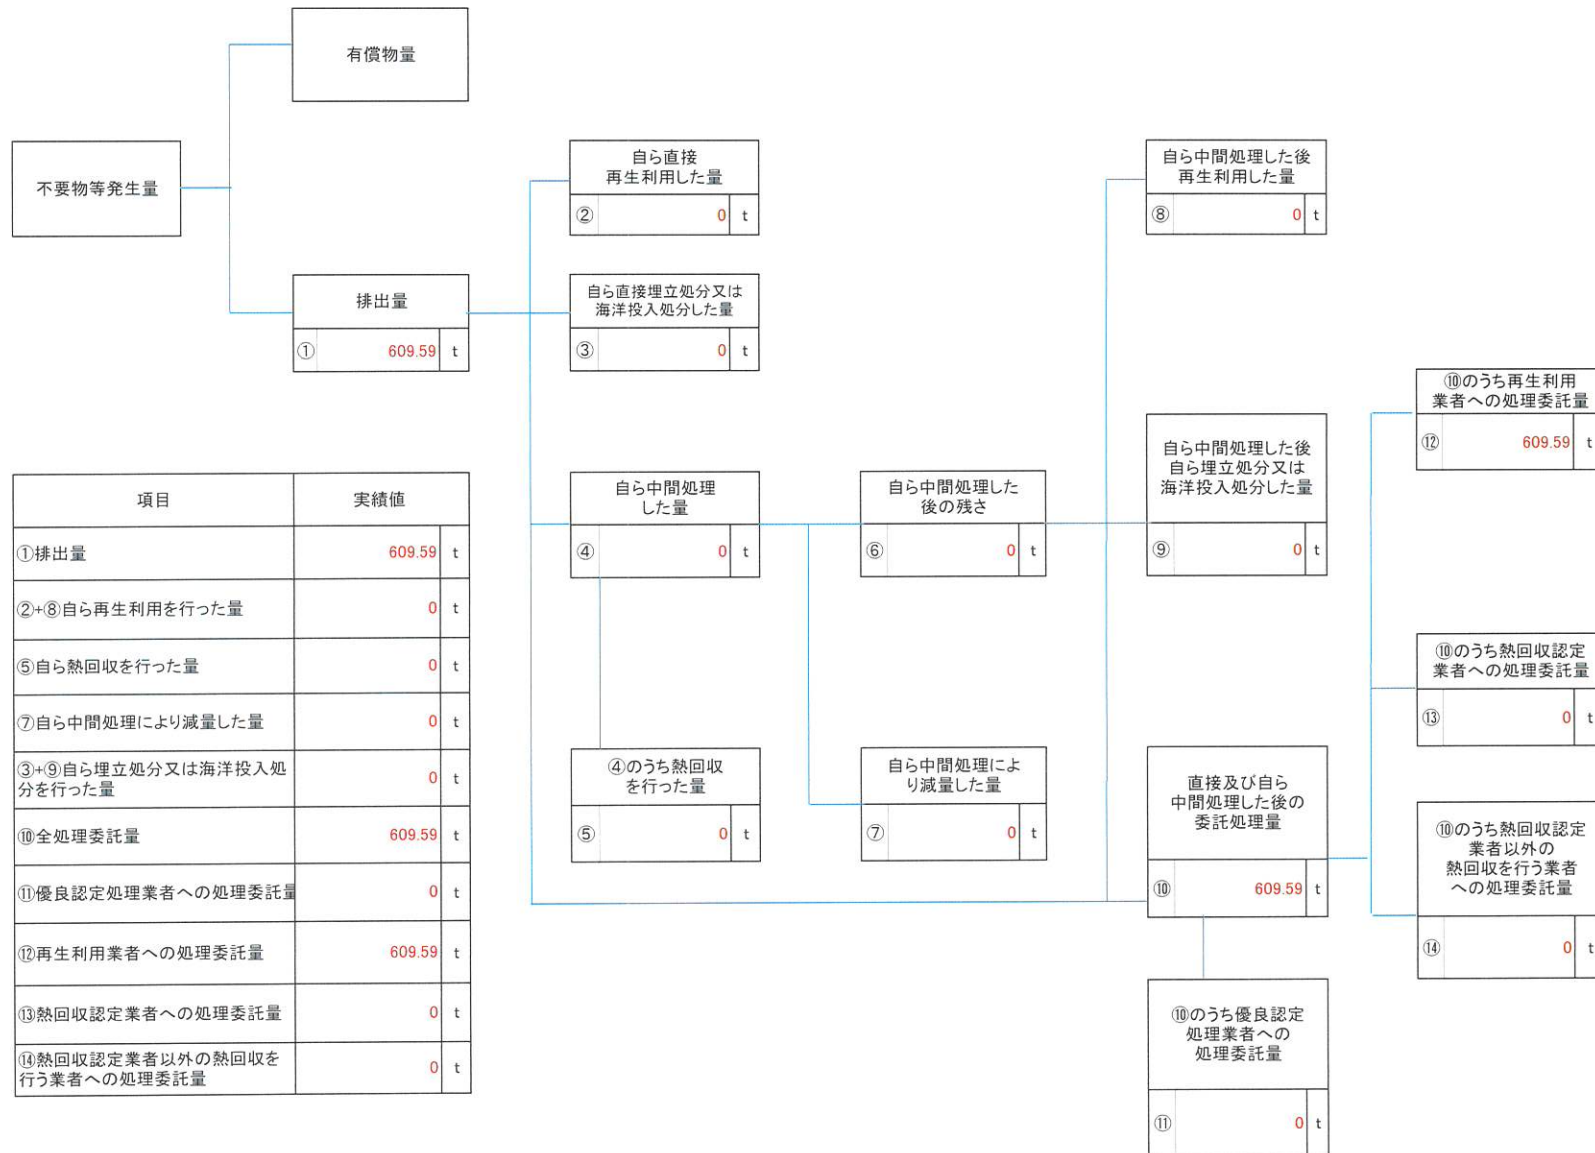 有償物量
不要物等発生量
排出量
① 609.59 t
自ら直接
再生利用した量
② 0 t
自ら直接埋立処分又は
海洋投入処分した量
③ 0 t
自ら中間処理
した量
④ 0 t
④のうち熱回収
を行った量
⑤ 0 t
自ら中間処理した
後の残さ
⑥ 0 t
自ら中間処理によ
り減量した量
⑦ 0 t
自ら中間処理した後
再生利用した量
⑧ 0 t
自ら中間処理した後
自ら埋立処分又は
海洋投入処分した量
⑨ 0 t
直接及び自ら
中間処理した後の
委託処理量
⑩ 609.59 t
⑩のうち優良認定
処理業者への
処理委託量
⑪ 0 t
⑩のうち再生利用
業者への処理委託量
⑫ 609.59 t
⑩のうち熱回収認定
業者への処理委託量
⑬ 0 t
⑩のうち熱回収認定
業者以外の
熱回収を行う業者
への処理委託量
⑭ 0 t
項目 実績値
①排出量 609.59 t
②+⑧自ら再生利用を行った量 0 t
⑤自ら熱回収を行った量 0 t
⑦自ら中間処理により減量した量 0 t
③+⑨自ら埋立処分又は海洋投入処
分を行った量 0 t
⑩全処理委託量 609.59 t
⑪優良認定処理業者への処理委託量 0 t
⑫再生利用業者への処理委託量 609.59 t
⑬熱回収認定業者への処理委託量 0 t
⑭熱回収認定業者以外の熱回収を
行う業者への処理委託量 0 t